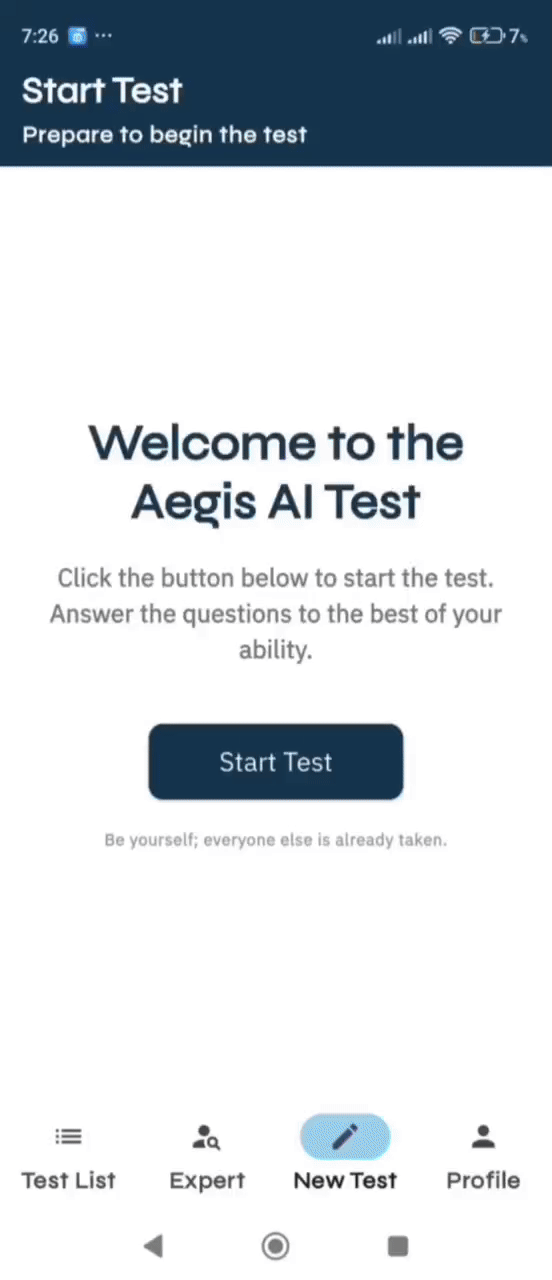 7:26 ··· 7%
Start Test
Prepare to begin the test
Welcome to the
Aegis AI Test
Click the button below to start the test.
Answer the questions to the best of your
ability.
Start Test
Be yourself; everyone else is already taken.
Test List Expert New Test Profile